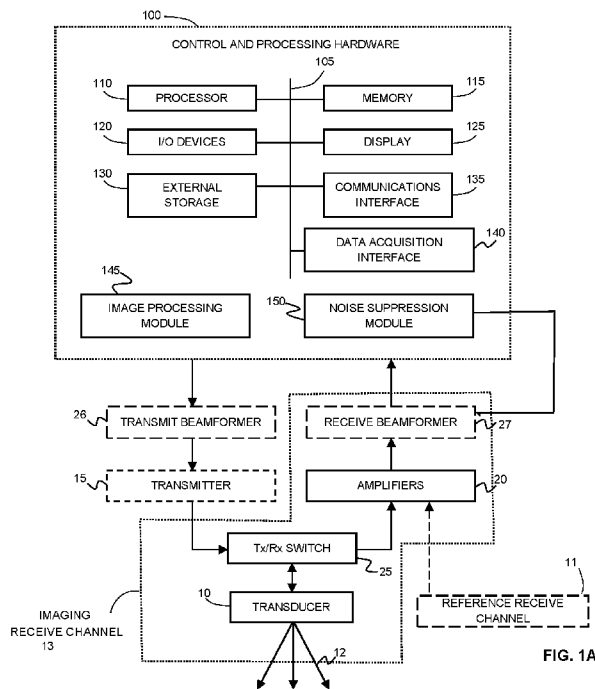 100
CONTROL AND PROCESSING HARDWARE
105
110
PROCESSOR
MEMORY
115
120
I/O DEVICES
DISPLAY
125
130
EXTERNAL
STORAGE
COMMUNICATIONS
INTERFACE
135
DATA ACQUISITION
INTERFACE
140
145
IMAGE PROCESSING
MODULE
150
NOISE SUPPRESSION
MODULE
26
TRANSMIT BEAMFORMER
RECEIVE BEAMFORMER
27
15
TRANSMITTER
AMPLIFIERS
20
Tx/Rx SWITCH
25
10
TRANSDUCER
12
IMAGING
RECEIVE CHANNEL
13
11
REFERENCE RECEIVE
CHANNEL
FIG. 1A